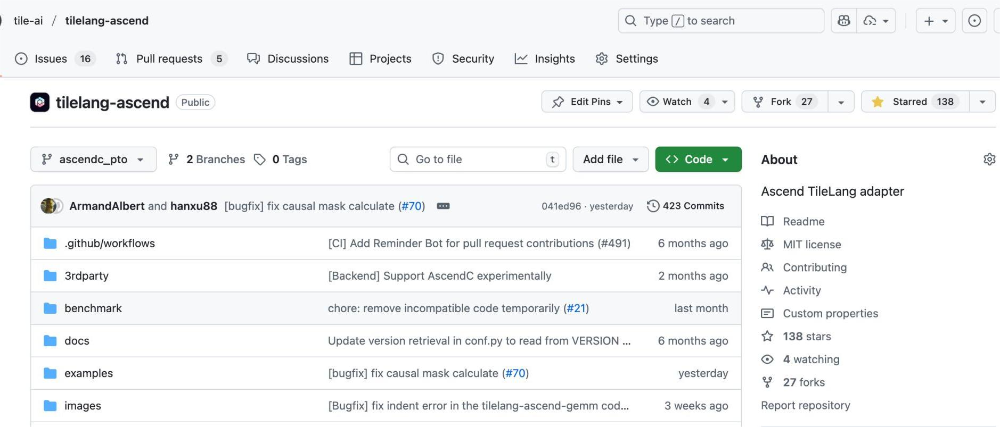 tile-ai / tilelang-ascend
Type / to search
Issues 16 Pull requests 5 Discussions Projects Security Insights Settings
tilelang-ascend Public
Edit Pins Watch 4 Fork 27 Starred 138
ascendc_pto 2 Branches 0 Tags Go to file t Add file <> Code
ArmandAlbert and hanxu88 [bugfix] fix causal mask calculate (#70) 041ed96 · yesterday 423 Commits
.github/workflows [CI] Add Reminder Bot for pull request contributions (#491) 6 months ago
3rdparty [Backend] Support AscendC experimentally 2 months ago
benchmark chore: remove incompatible code temporarily (#21) last month
docs Update version retrieval in conf.py to read from VERSION ... 6 months ago
examples [bugfix] fix causal mask calculate (#70) yesterday
images [Bugfix] fix indent error in the tilelang-ascend-gemm cod... 3 weeks ago
About
Ascend TileLang adapter
Readme
MIT license
Contributing
Activity
Custom properties
138 stars
4 watching
27 forks
Report repository